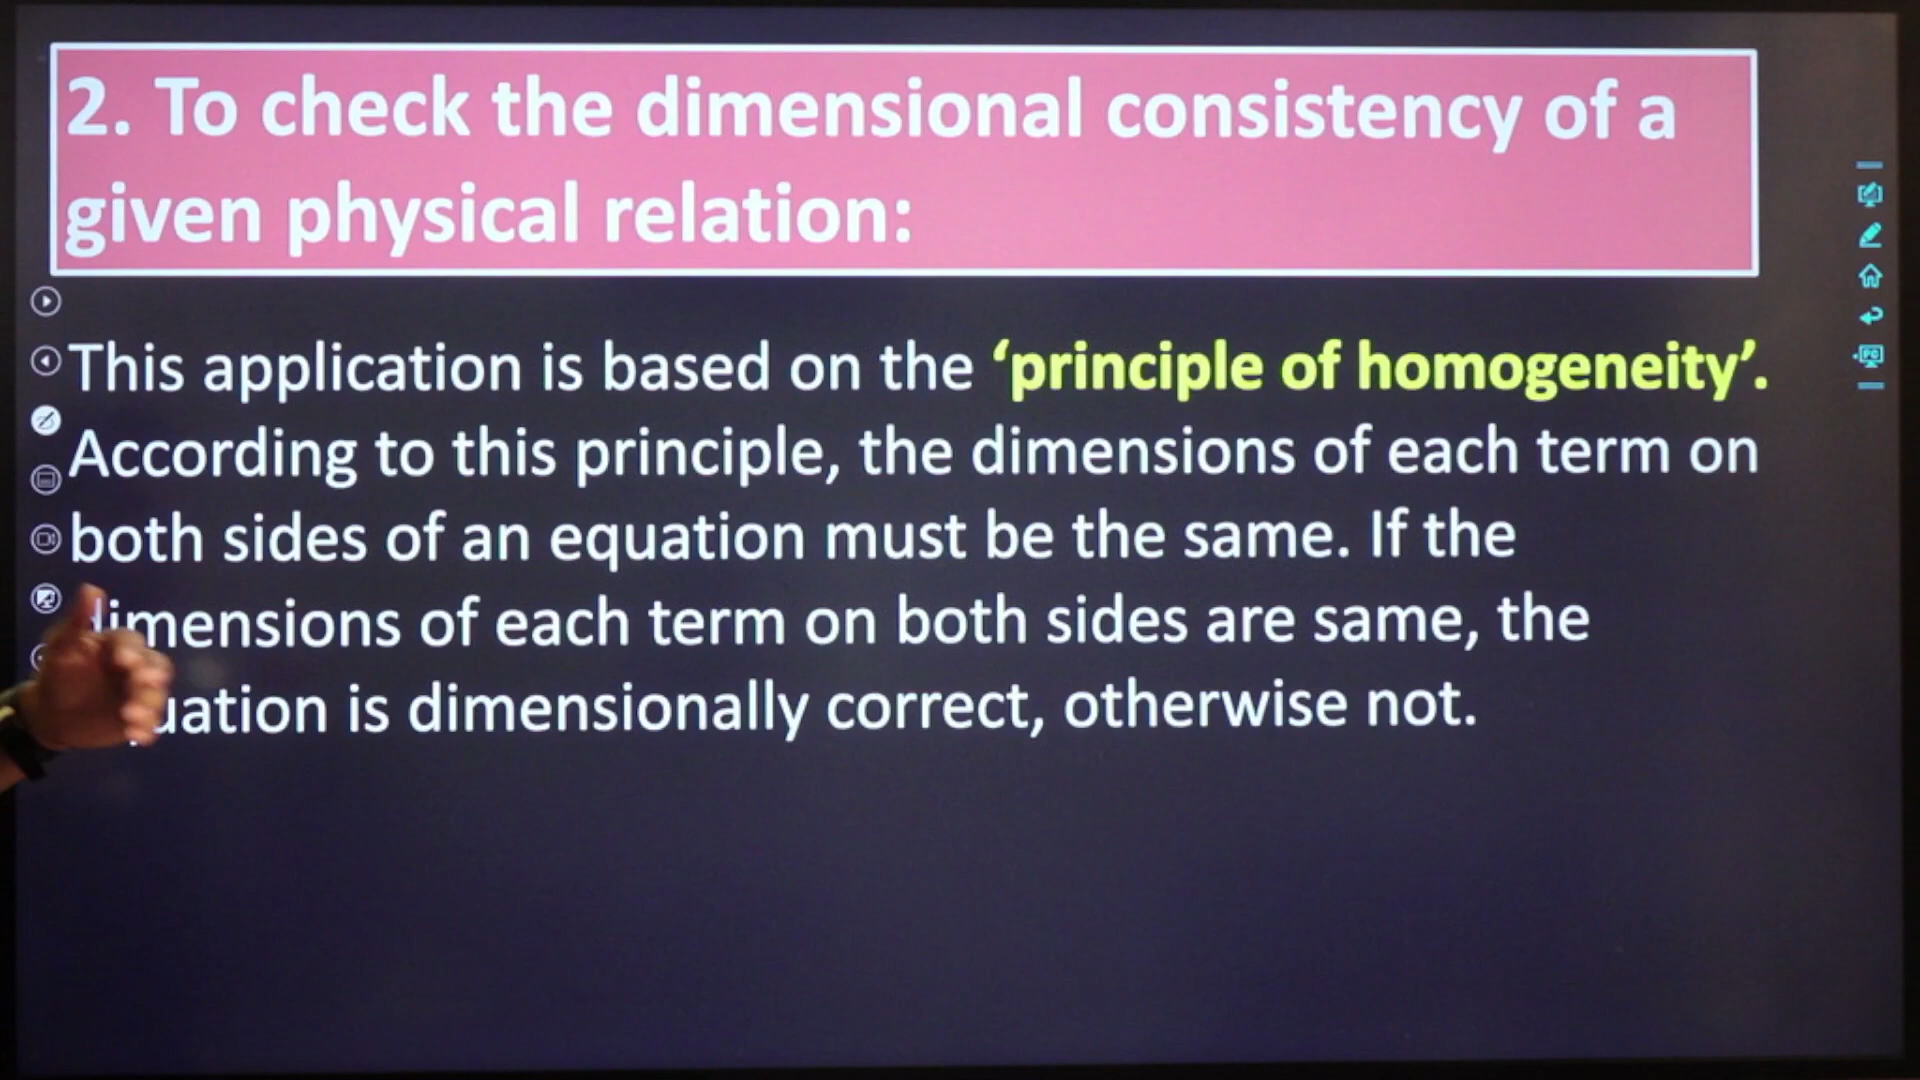 2. To check the dimensional consistency of a
given physical relation:
This application is based on the ‘principle of homogeneity’.
According to this principle, the dimensions of each term on
both sides of an equation must be the same. If the
dimensions of each term on both sides are same, the
is dimensionally correct, otherwise not.